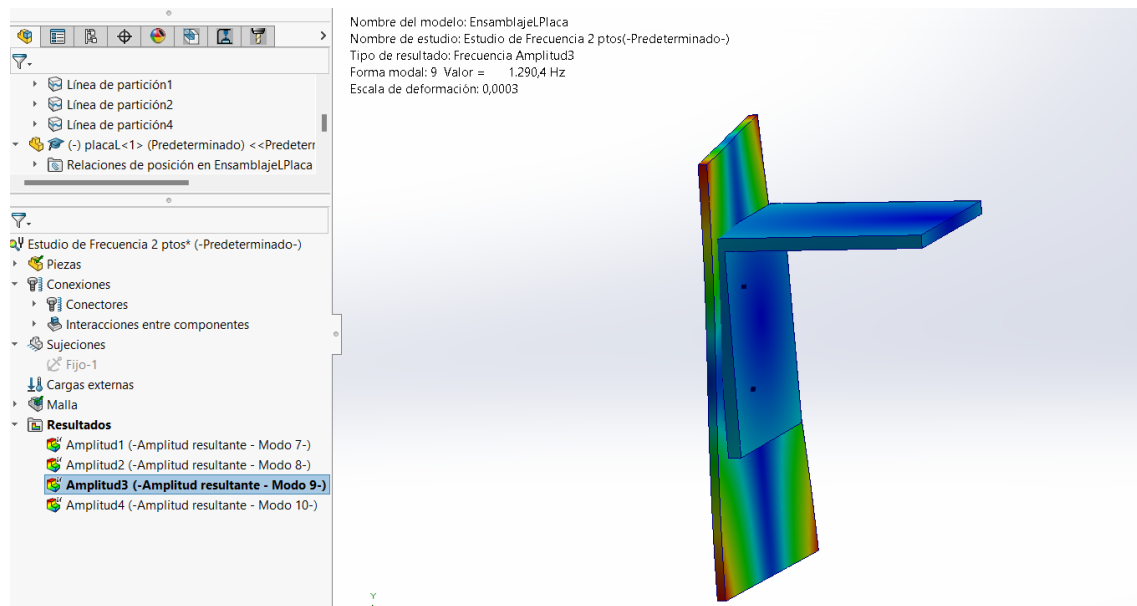 Línea de partición1
Línea de partición2
Línea de partición4
(-) placaL<1> (Predeterminado) <<Predeterr
Relaciones de posición en EnsamblajeLPlaca
Estudio de Frecuencia 2 ptos* (-Predeterminado-)
Piezas
Conexiones
Conectores
Interacciones entre componentes
Sujeciones
Fijo-1
Cargas externas
Malla
Resultados
Amplitud1 (-Amplitud resultante - Modo 7-)
Amplitud2 (-Amplitud resultante - Modo 8-)
Amplitud3 (-Amplitud resultante - Modo 9-)
Amplitud4 (-Amplitud resultante - Modo 10-)
Nombre del modelo: EnsamblajeLPlaca
Nombre de estudio: Estudio de Frecuencia 2 ptos(-Predeterminado-)
Tipo de resultado: Frecuencia Amplitud3
Forma modal: 9 Valor = 1.290,4 Hz
Escala de deformación: 0,0003
Y